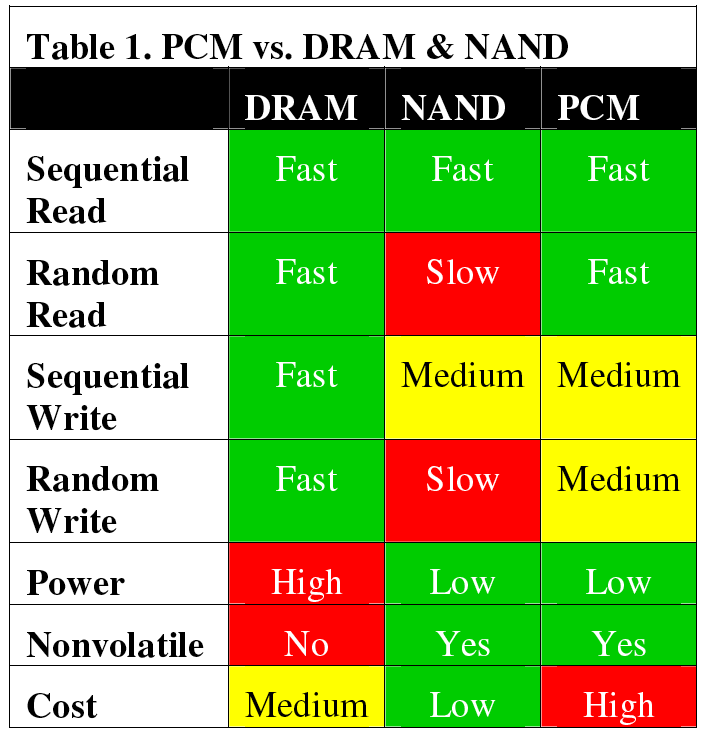 Table 1. PCM vs. DRAM & NAND
DRAM NAND PCM
Sequential Read Fast Fast Fast
Random Read Fast Slow Fast
Sequential Write Fast Medium Medium
Random Write Fast Slow Medium
Power High Low Low
Nonvolatile No Yes Yes
Cost Medium Low High